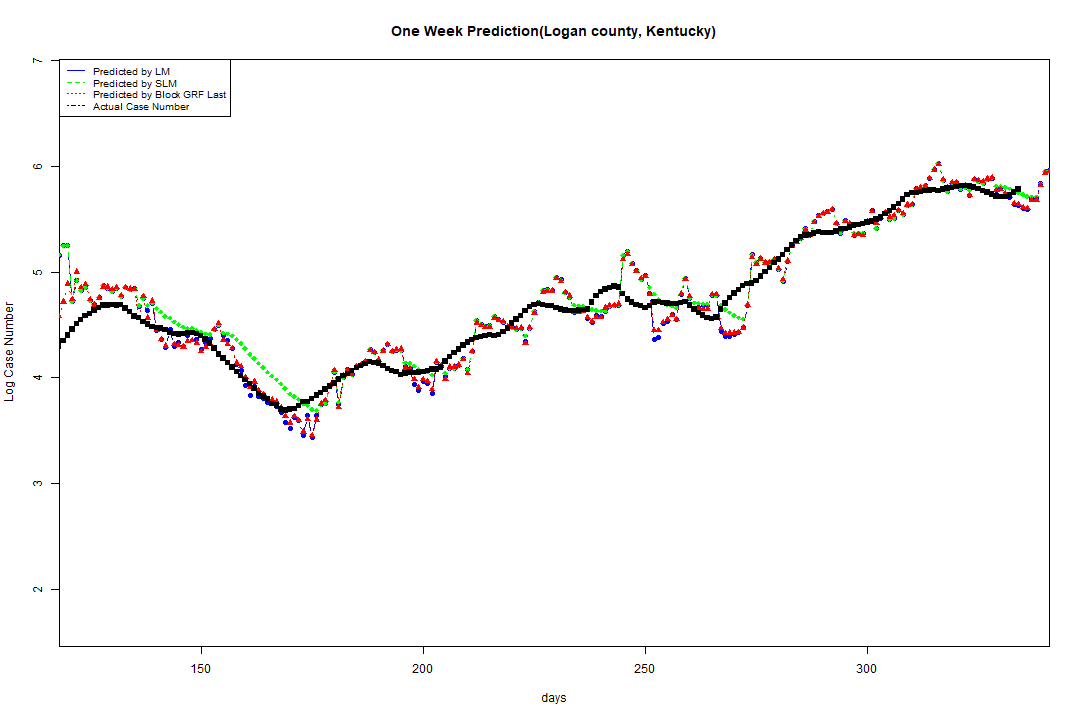 One Week Prediction(Logan county, Kentucky)
Predicted by LM
Predicted by SLM
Predicted by Block GRF Last
Actual Case Number
7
6
5
4
3
2
Log Case Number
150 200 250 300
days